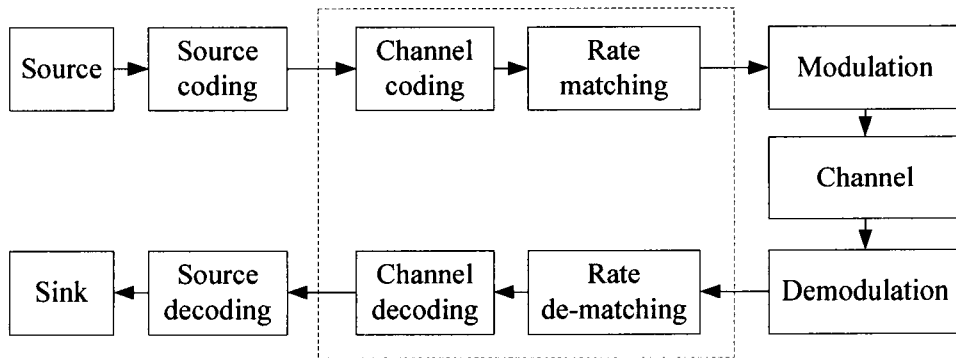 Source
Source
coding
Channel
coding
Rate
matching
Modulation
Channel
Sink
Source
decoding
Channel
decoding
Rate
de-matching
Demodulation